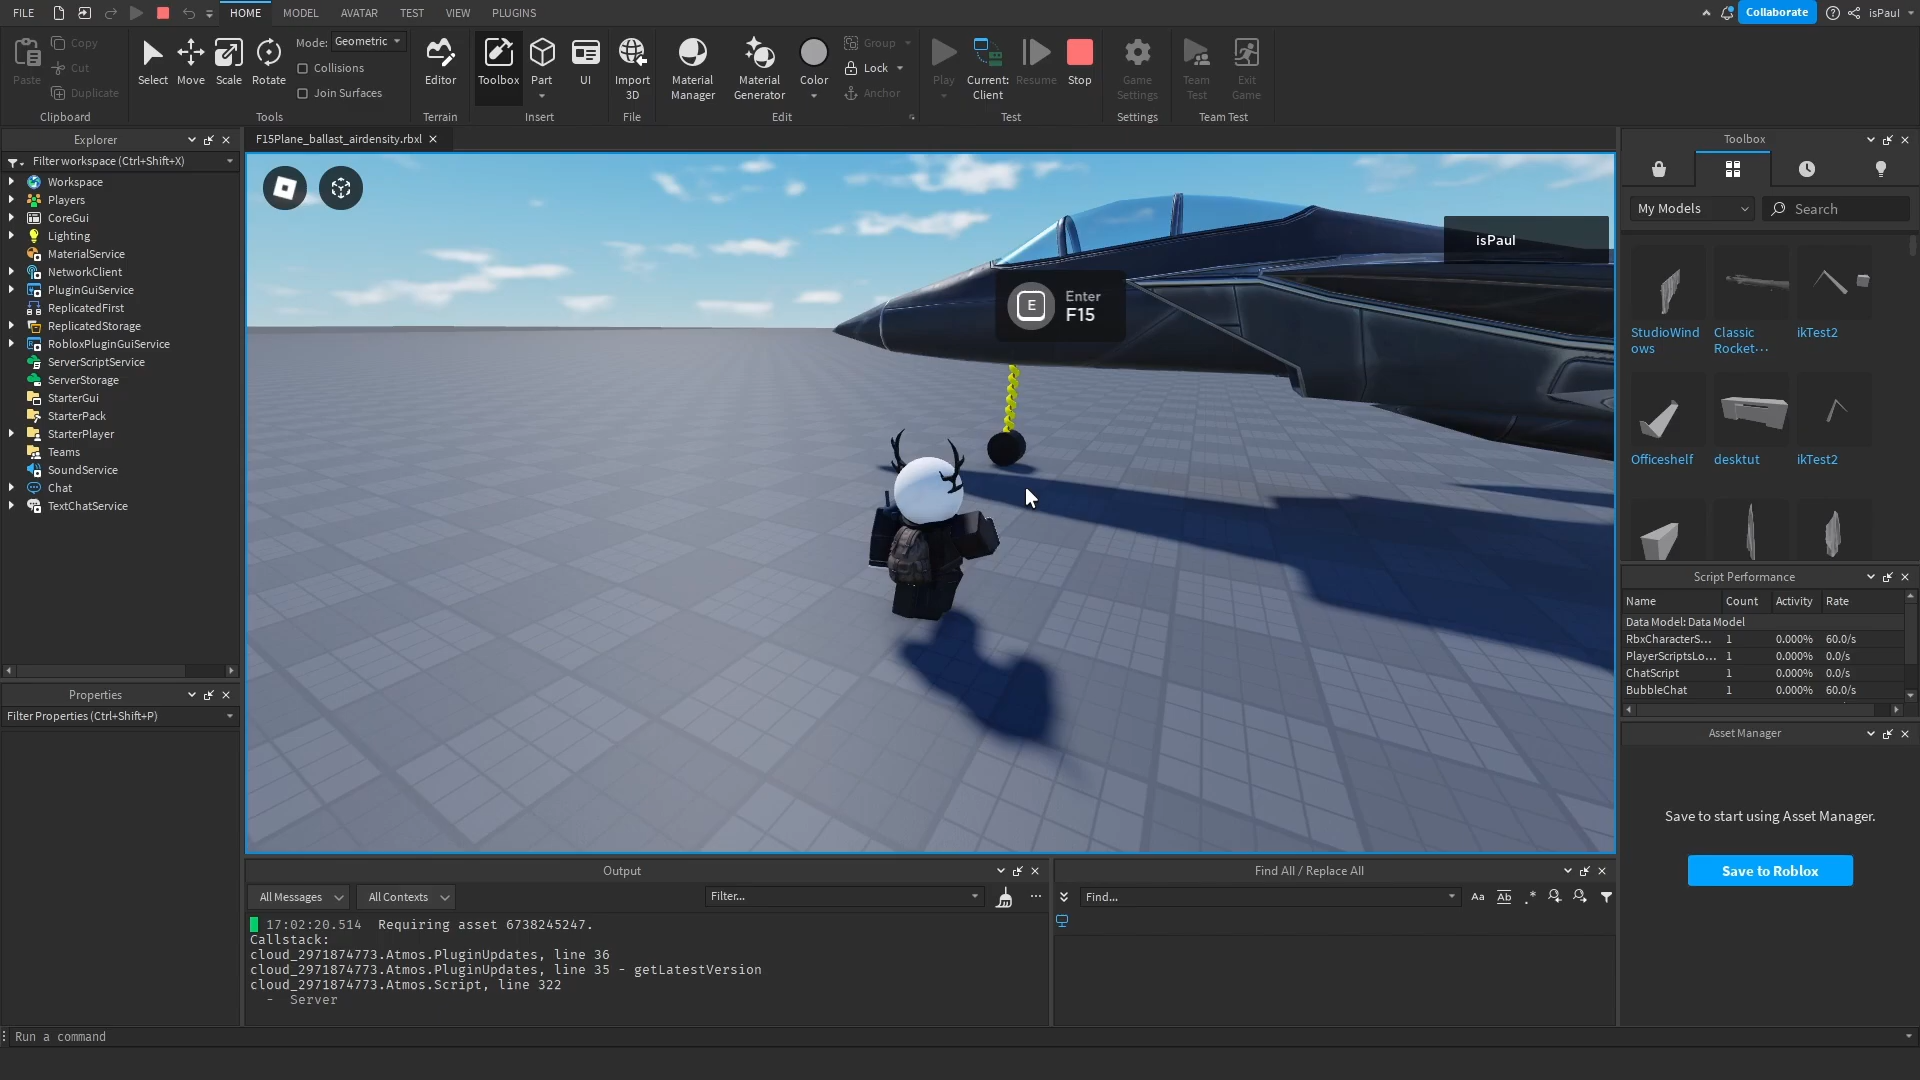 FILE
HOME
MODEL
AVATAR
TEST
VIEW
PLUGINS
Collaborate
isPaul
Paste
Copy
Cut
Duplicate
Clipboard
Select
Move
Scale
Rotate
Mode:
Geometric
Collisions
Join Surfaces
Tools
Editor
Terrain
Toolbox
Part
UI
Insert
Import
3D
File
Material
Manager
Material
Generator
Color
Group
Lock
Anchor
Edit
Play
Current:
Client
Resume
Stop
Test
Game
Settings
Settings
Team
Test
Exit
Game
Team Test
Explorer
Filter workspace (Ctrl+Shift+X)
Workspace
Players
CoreGui
Lighting
MaterialService
NetworkClient
PluginGuiService
ReplicatedFirst
ReplicatedStorage
RobloxPluginGuiService
ServerScriptService
ServerStorage
StarterGui
StarterPack
StarterPlayer
Teams
SoundService
Chat
TextChatService
Properties
Filter Properties (Ctrl+Shift+P)
F15Plane_ballast_airdensity.rbxl
isPaul
E
Enter
F15
Toolbox
My Models
Search
StudioWind
ows
Classic
Rocket···
ikTest2
Officeshelf
desktut
ikTest2
Script Performance
Name Count Activity Rate
Data Model: Data Model
RbxCharacterS... 1 0.000% 60.0/s
PlayerScriptsLo... 1 0.000% 0.0/s
ChatScript 1 0.000% 0.0/s
BubbleChat 1 0.000% 60.0/s
Asset Manager
Save to start using Asset Manager.
Save to Roblox
Output
All Messages
All Contexts
Filter...
17:02:20.514 Requiring asset 6738245247.
Callstack:
cloud_2971874773.Atmos.PluginUpdates, line 36
cloud_2971874773.Atmos.PluginUpdates, line 35 - getLatestVersion
cloud_2971874773.Atmos.Script, line 322
- Server
Find All / Replace All
Find...
Aa
Ab
.*
Run a command